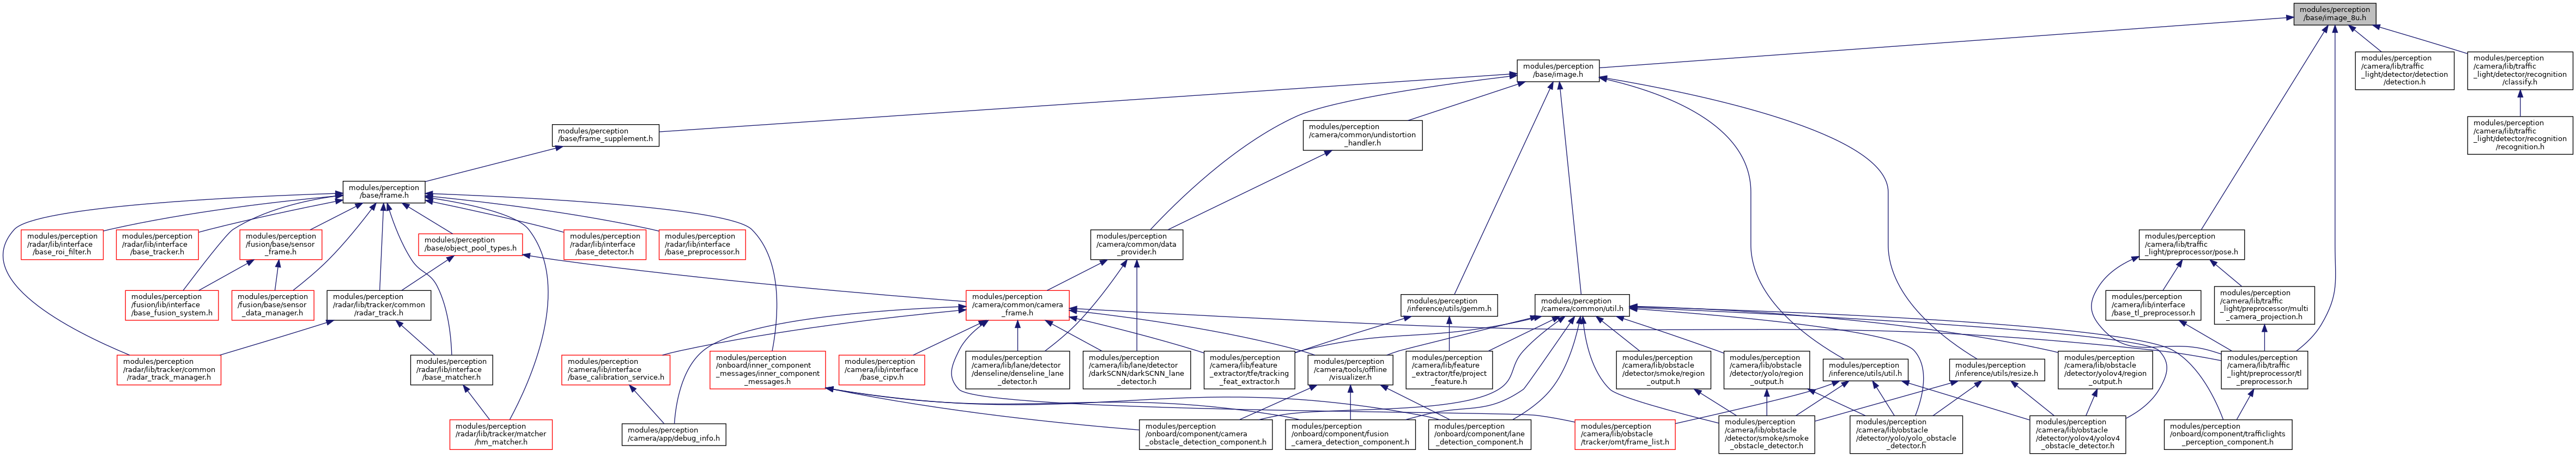 modules/perception
/base/image_8u.h
modules/perception
/base/image.h
modules/perception
/camera/lib/traffic
_light/detector/detection
/detection.h
modules/perception
/camera/lib/traffic
_light/detector/recognition
/classify.h
modules/perception
/base/frame_supplement.h
modules/perception
/camera/common/undistortion
_handler.h
modules/perception
/camera/lib/traffic
_light/detector/recognition
/recognition.h
modules/perception
/base/frame.h
modules/perception
/radar/lib/interface
/base_roi_filter.h
modules/perception
/radar/lib/interface
/base_tracker.h
modules/perception
/fusion/base/sensor
_frame.h
modules/perception
/base/object_pool_types.h
modules/perception
/radar/lib/interface
/base_detector.h
modules/perception
/radar/lib/interface
/base_preprocessor.h
modules/perception
/camera/common/data
_provider.h
modules/perception
/camera/lib/traffic
_light/preprocessor/pose.h
modules/perception
/fusion/lib/interface
/base_fusion_system.h
modules/perception
/fusion/base/sensor
_data_manager.h
modules/perception
/radar/lib/tracker/common
/radar_track.h
modules/perception
/camera/common/camera
_frame.h
modules/perception
/inference/utils/gemm.h
modules/perception
/camera/common/util.h
modules/perception
/camera/lib/interface
/base_tl_preprocessor.h
modules/perception
/camera/lib/traffic
_light/preprocessor/multi
_camera_projection.h
modules/perception
/radar/lib/tracker/common
/radar_track_manager.h
modules/perception
/radar/lib/interface
/base_matcher.h
modules/perception
/camera/lib/interface
/base_calibration_service.h
modules/perception
/onboard/inner_component
_messages/inner_component
_messages.h
modules/perception
/camera/lib/interface
/base_cipv.h
modules/perception
/camera/lib/lane/detector
/denseline/denseline_lane
_detector.h
modules/perception
/camera/lib/lane/detector
/darkSCNN/darkSCNN_lane
_detector.h
modules/perception
/camera/lib/feature
_extractor/tfe/tracking
_feat_extractor.h
modules/perception
/camera/tools/offline
/visualizer.h
modules/perception
/camera/lib/feature
_extractor/tfe/project
_feature.h
modules/perception
/camera/lib/obstacle
/detector/smoke/region
_output.h
modules/perception
/camera/lib/obstacle
/detector/yolo/region
_output.h
modules/perception
/inference/utils/util.h
modules/perception
/inference/utils/resize.h
modules/perception
/camera/lib/obstacle
/detector/yolov4/region
_output.h
modules/perception
/camera/lib/traffic
_light/preprocessor/tl
_preprocessor.h
modules/perception
/radar/lib/tracker/matcher
/hm_matcher.h
modules/perception
/camera/app/debug_info.h
modules/perception
/onboard/component/camera
_obstacle_detection_component.h
modules/perception
/onboard/component/fusion
_camera_detection_component.h
modules/perception
/onboard/component/lane
_detection_component.h
modules/perception
/camera/lib/obstacle
/tracker/omt/frame_list.h
modules/perception
/camera/lib/obstacle
/detector/smoke/smoke
_obstacle_detector.h
modules/perception
/camera/lib/obstacle
/detector/yolo/yolo_obstacle
_detector.h
modules/perception
/camera/lib/obstacle
/detector/yolov4/yolov4
_obstacle_detector.h
modules/perception
/onboard/component/trafficlights
_perception_component.h